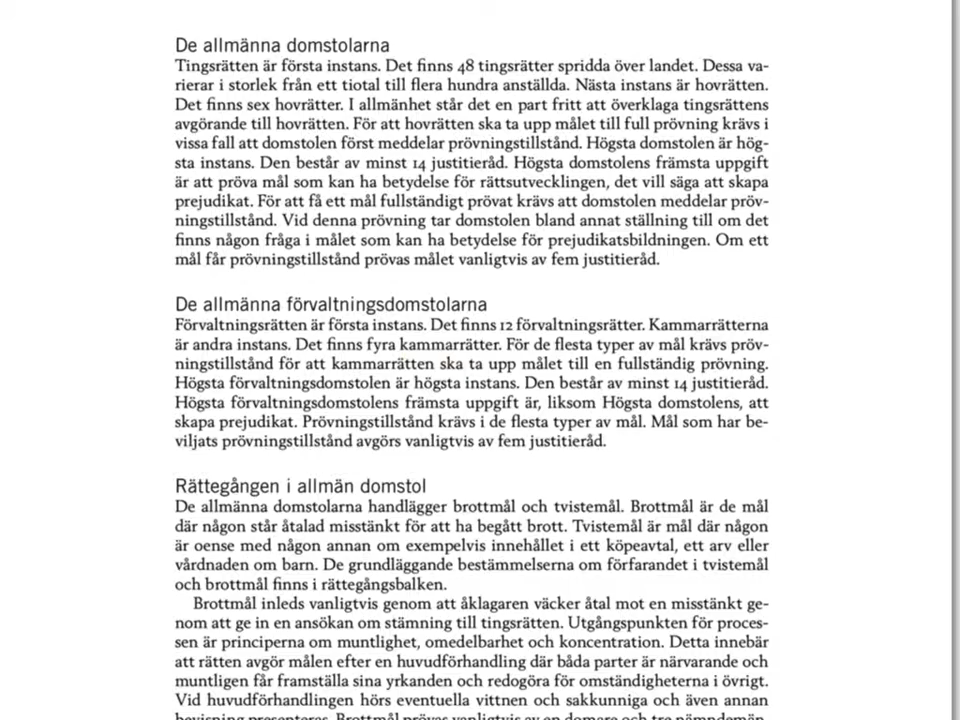 De allmänna domstolarna
Tingsrätten är första instans. Det finns 48 tingsrätter spridda över landet. Dessa va-
rierar i storlek från ett tiotal till flera hundra anställda. Nästa instans är hovrätten.
Det finns sex hovrätter. I allmänhet står det en part fritt att överklaga tingsrättens
avgörande till hovrätten. För att hovrätten ska ta upp målet till full prövning krävs i
vissa fall att domstolen först meddelar prövningstillstånd. Högsta domstolen är hög-
sta instans. Den består av minst 14 justitieråd. Högsta domstolens främsta uppgift
är att pröva mål som kan ha betydelse för rättsutvecklingen, det vill säga att skapa
prejudikat. För att få ett mål fullständigt prövat krävs att domstolen meddelar pröv-
ningstillstånd. Vid denna prövning tar domstolen bland annat ställning till om det
finns någon fråga i målet som kan ha betydelse för prejudikatsbildningen. Om ett
mål får prövningstillstånd prövas målet vanligtvis av fem justitieråd.
De allmänna förvaltningsdomstolarna
Förvaltningsrätten är första instans. Det finns 12 förvaltningsrätter. Kammarrätterna
är andra instans. Det finns fyra kammarrätter. För de flesta typer av mål krävs pröv-
ningstillstånd för att kammarrätten ska ta upp målet till en fullständig prövning.
Högsta förvaltningsdomstolen är högsta instans. Den består av minst 14 justitieråd.
Högsta förvaltningsdomstolens främsta uppgift är, liksom Högsta domstolens, att
skapa prejudikat. Prövningstillstånd krävs i de flesta typer av mål. Mål som har be-
viljats prövningstillstånd avgörs vanligtvis av fem justitieråd.
Rättegången i allmän domstol
De allmänna domstolarna handlägger brottmål och tvistemål. Brottmål är de mål
där någon står åtalad misstänkt för att ha begått brott. Tvistemål är mål där någon
är oense med någon annan om exempelvis innehållet i ett köpeavtal, ett arv eller
vårdnaden om barn. De grundläggande bestämmelserna om förfarandet i tvistemål
och brottmål finns i rättegångsbalken.
Brottmål inleds vanligtvis genom att åklagaren väcker åtal mot en misstänkt ge-
nom att ge in en ansökan om stämning till tingsrätten. Utgångspunkten för proces-
sen är principerna om muntlighet, omedelbarhet och koncentration. Detta innebär
att rätten avgör målen efter en huvudförhandling där båda parter är närvarande och
muntligen får framställa sina yrkanden och redogöra för omständigheterna i övrigt.
Vid huvudförhandlingen hörs eventuella vittnen och sakkunniga och även annan
bevisning presenteras. Brottmål prövas vanligtvis av en domare och tre nämndemän.